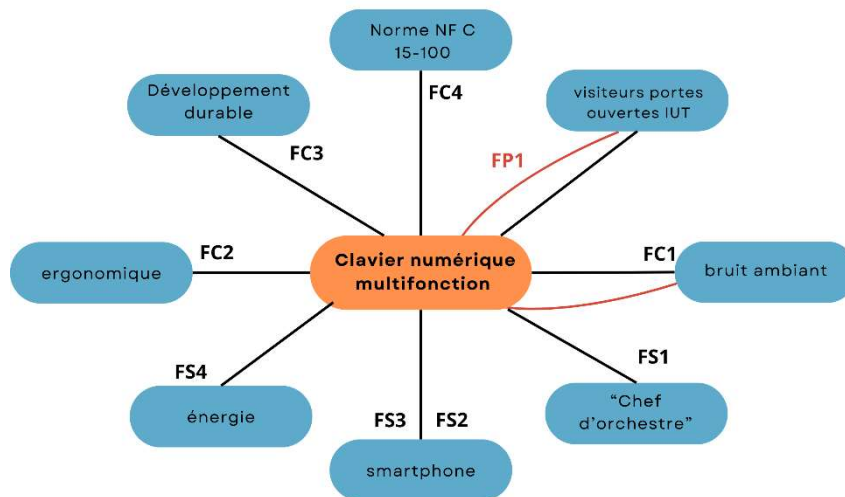 Norme NF C
15-100
Développement
durable
FC4
visiteurs portes
ouvertes IUT
FC3
FP1
ergonomique
FC2
Clavier numérique
multifonction
FC1
bruit ambiant
FS4
FS1
énergie
FS3
FS2
“Chef
d’orchestre”
smartphone